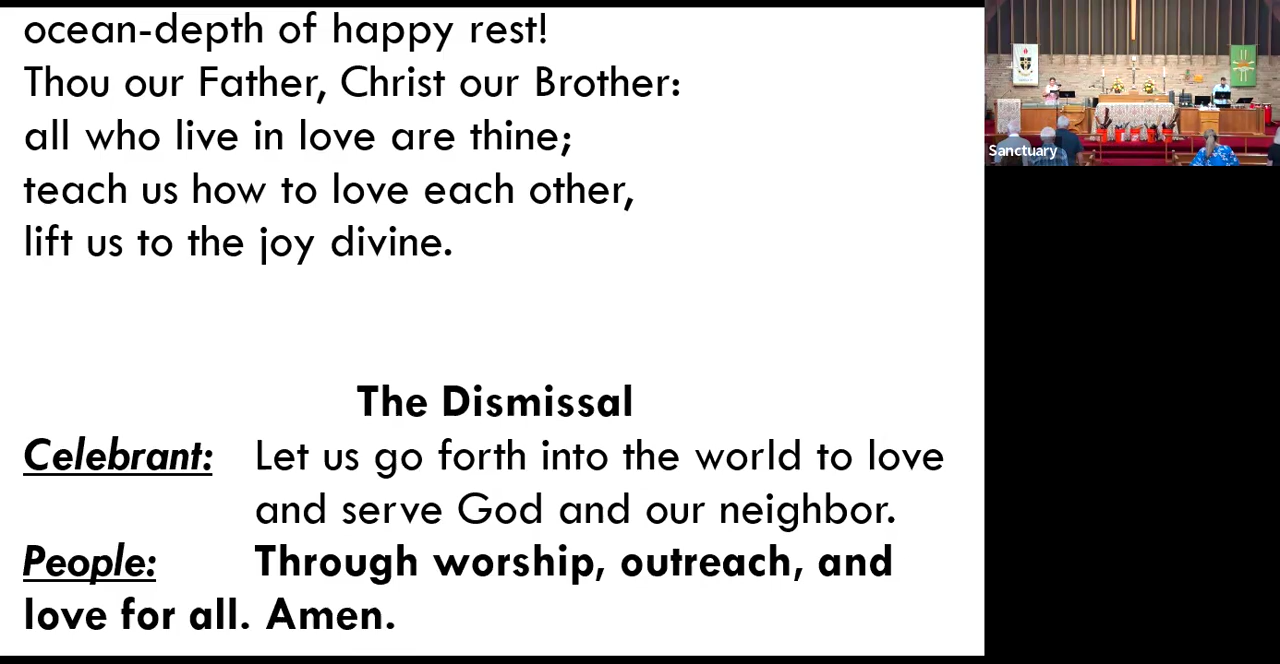 ocean-depth of happy rest!
Thou our Father, Christ our Brother:
all who live in love are thine;
teach us how to love each other,
lift us to the joy divine.
The Dismissal
Celebrant: Let us go forth into the world to love
and serve God and our neighbor.
People: Through worship, outreach, and
love for all. Amen.
Sanctuary